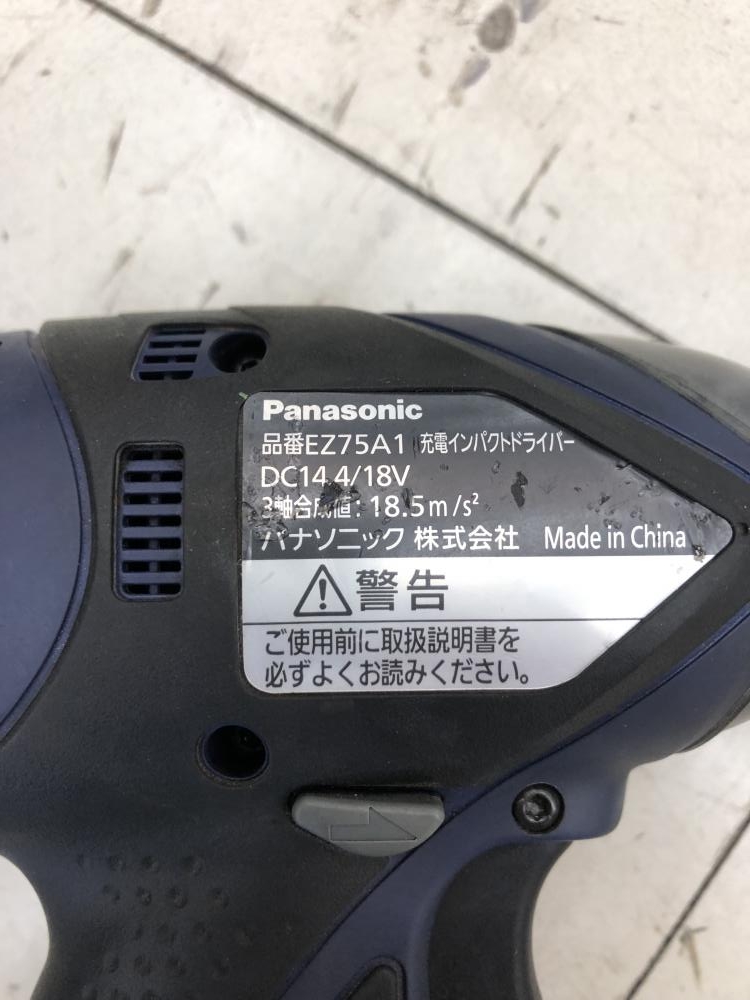 Panasonic
品番EZ75A1 充電インパクトドライバー
DC14.4/18V
3軸合成値：18.5m/s²
パナソニック 株式会社 Made in China
警告
ご使用前に取扱説明書を
必ずよくお読みください。